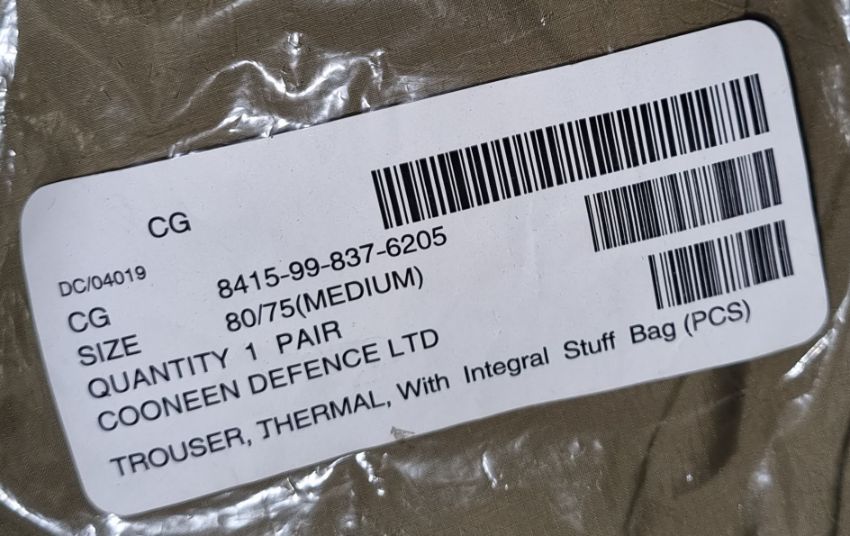 CG
DC/04019
CG 8415-99-837-6205
SIZE 80/75(MEDIUM)
QUANTITY 1 PAIR
COONEEN DEFENCE LTD
TROUSER, THERMAL, With Integral Stuff Bag (PCS)